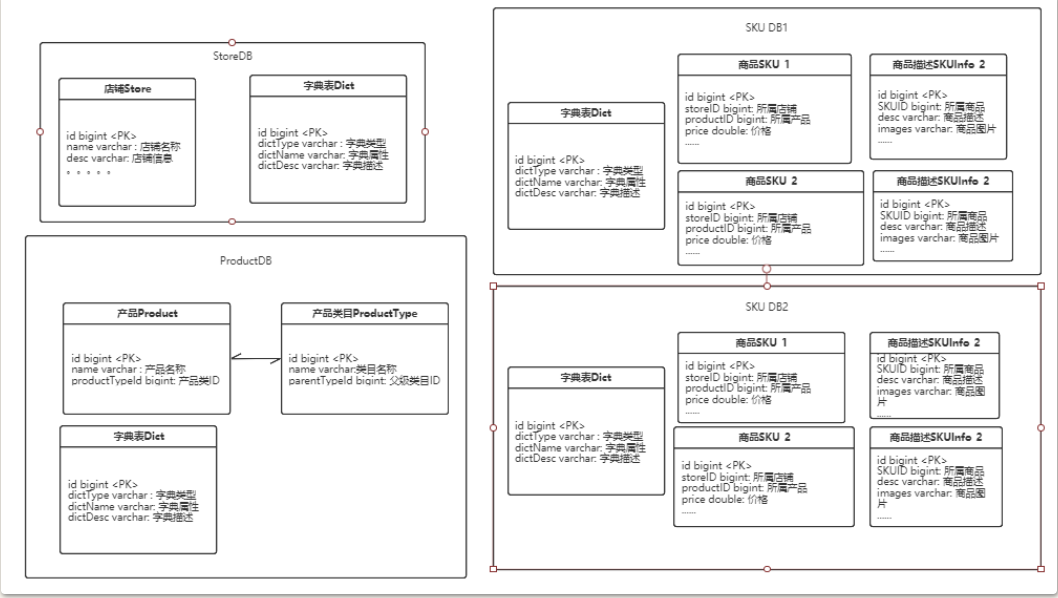 StoreDB
店铺Store
id bigint <PK>
name varchar : 店铺名称
desc varchar: 店铺信息
。。。。。
字典表Dict
id bigint <PK>
dictType varchar : 字典类型
dictName varchar: 字典属性
dictDesc varchar: 字典描述
ProductDB
产品Product
id bigint <PK>
name varchar : 产品名称
productTypeId bigint: 产品类ID
产品类目ProductType
id bigint <PK>
name varchar:类目名称
parentTypeId bigint: 父级类目ID
字典表Dict
id bigint <PK>
dictType varchar : 字典类型
dictName varchar: 字典属性
dictDesc varchar: 字典描述
SKU DB1
字典表Dict
id bigint <PK>
dictType varchar : 字典类型
dictName varchar: 字典属性
dictDesc varchar: 字典描述
商品SKU 1
id bigint <PK>
storeID bigint: 所属店铺
productID bigint: 所属产品
price double: 价格
......
商品描述SKUInfo 2
id bigint <PK>
SKUID bigint: 所属商品
desc varchar: 商品描述
images varchar: 商品图片
......
商品SKU 2
id bigint <PK>
storeID bigint: 所属店铺
productID bigint: 所属产品
price double: 价格
......
商品描述SKUInfo 2
id bigint <PK>
SKUID bigint: 所属商品
desc varchar: 商品描述
images varchar: 商品图片
......
SKU DB2
字典表Dict
id bigint <PK>
dictType varchar : 字典类型
dictName varchar: 字典属性
dictDesc varchar: 字典描述
商品SKU 1
id bigint <PK>
storeID bigint: 所属店铺
productID bigint: 所属产品
price double: 价格
......
商品描述SKUInfo 2
id bigint <PK>
SKUID bigint: 所属商品
desc varchar: 商品描述
images varchar: 商品图
片
......
商品SKU 2
id bigint <PK>
storeID bigint: 所属店铺
productID bigint: 所属产品
price double: 价格
......
商品描述SKUInfo 2
id bigint <PK>
SKUID bigint: 所属商品
desc varchar: 商品描述
images varchar: 商品图
片
......